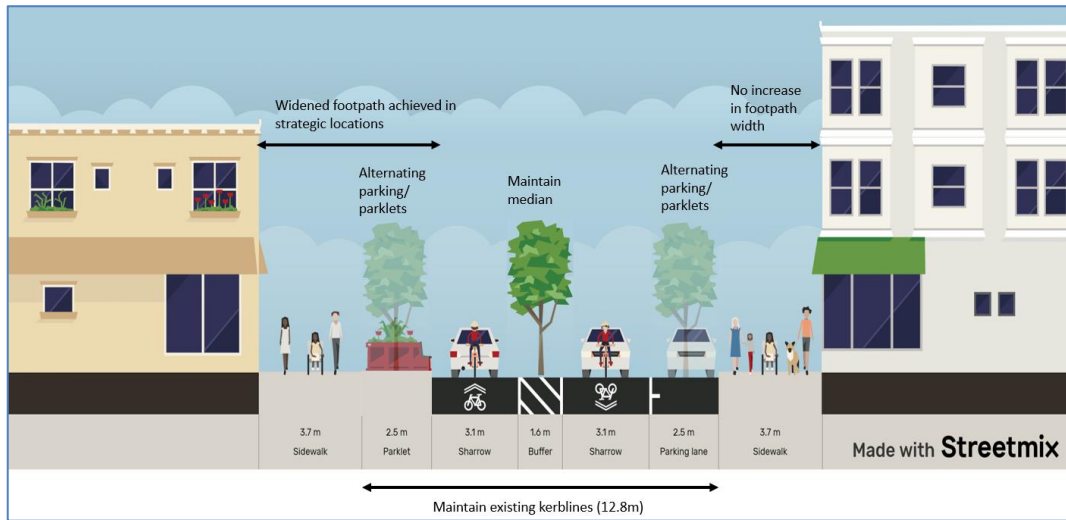 Widened footpath achieved in
strategic locations
No increase
in footpath
width
Alternating
parking/
parklets
Maintain
median
Alternating
parking/
parklets
3.7 m
Sidewalk
2.5 m
Parklet
3.1 m
Sharrow
1.6 m
Buffer
3.1 m
Sharrow
2.5 m
Parking lane
3.7 m
Sidewalk
Made with Streetmix
Maintain existing kerblines (12.8m)